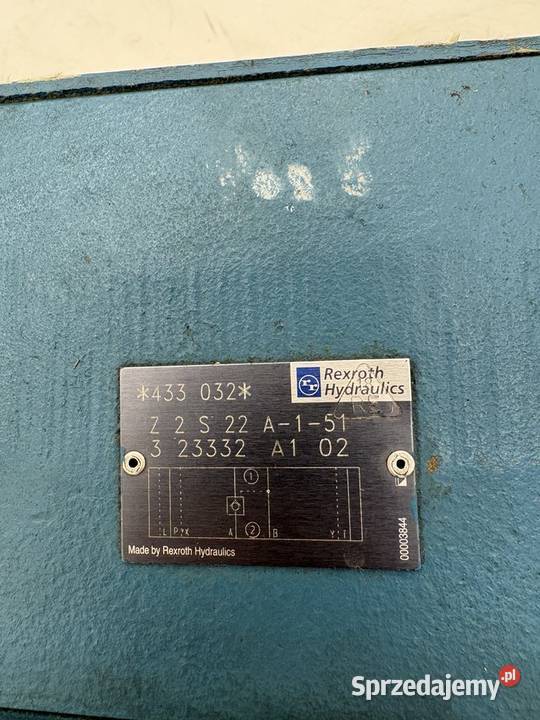 *433 032*
Rexroth
Hydraulics
Z 2 S 22 A-1-51
3 23332 A1 02
1
L P X A 2 B Y T
Made by Rexroth Hydraulics
00003844
Sprzedajemy.pl